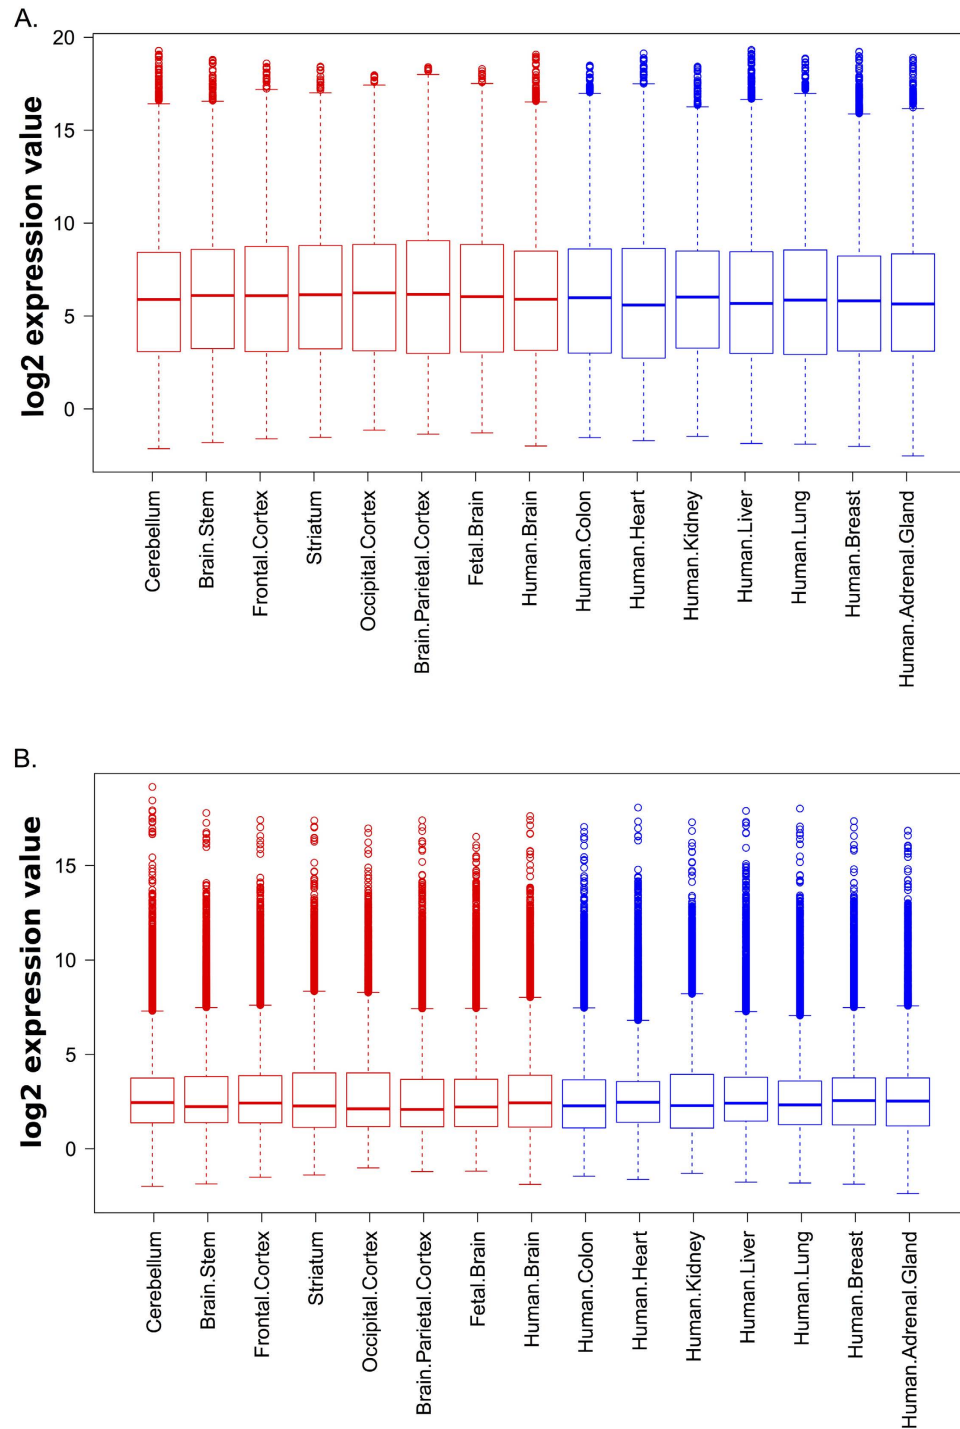 A.
log2 expression value
20
15
10
5
0
Cerebellum
Brain.Stem
Frontal.Cortex
Striatum
Occipital.Cortex
Brain.Parietal.Cortex
Fetal.Brain
Human.Brain
Human.Colon
Human.Heart
Human.Kidney
Human.Liver
Human.Lung
Human.Breast
Human.Adrenal.Gland
B.
log2 expression value
15
10
5
0
Cerebellum
Brain.Stem
Frontal.Cortex
Striatum
Occipital.Cortex
Brain.Parietal.Cortex
Fetal.Brain
Human.Brain
Human.Colon
Human.Heart
Human.Kidney
Human.Liver
Human.Lung
Human.Breast
Human.Adrenal.Gland